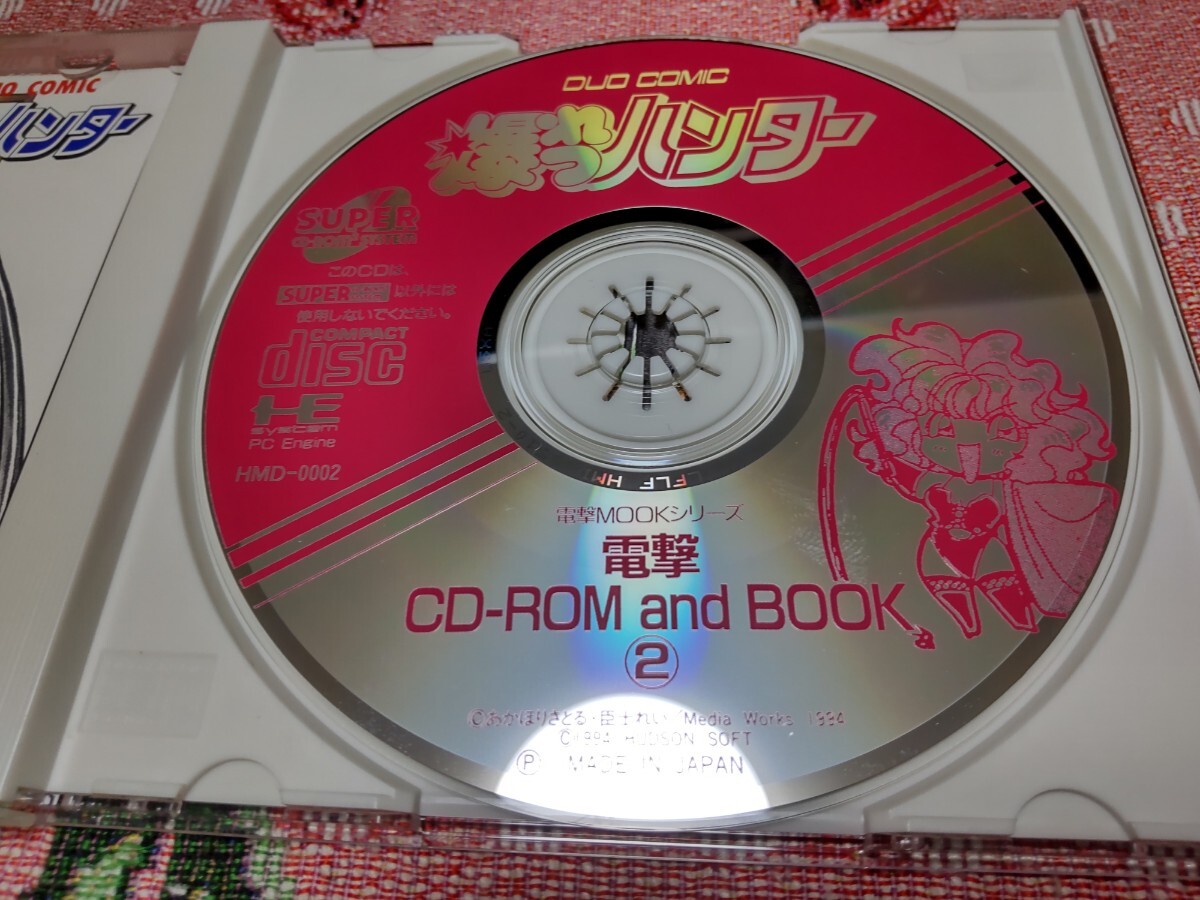 DUO COMIC
ハンター
DUO COMIC
爆れつハンター
SUPER
CD-ROM SYSTEM
このCDは、
SUPER 以外には
使用しないでください。
COMPACT
disc
HE
system
PC Engine
HMD-0002
電撃MOOKシリーズ
電撃
CD-ROM and BOOK
②
©あかほりさとる・臣士れい/Media Works 1994
©1994 HUDSON SOFT
Ⓟ MADE IN JAPAN